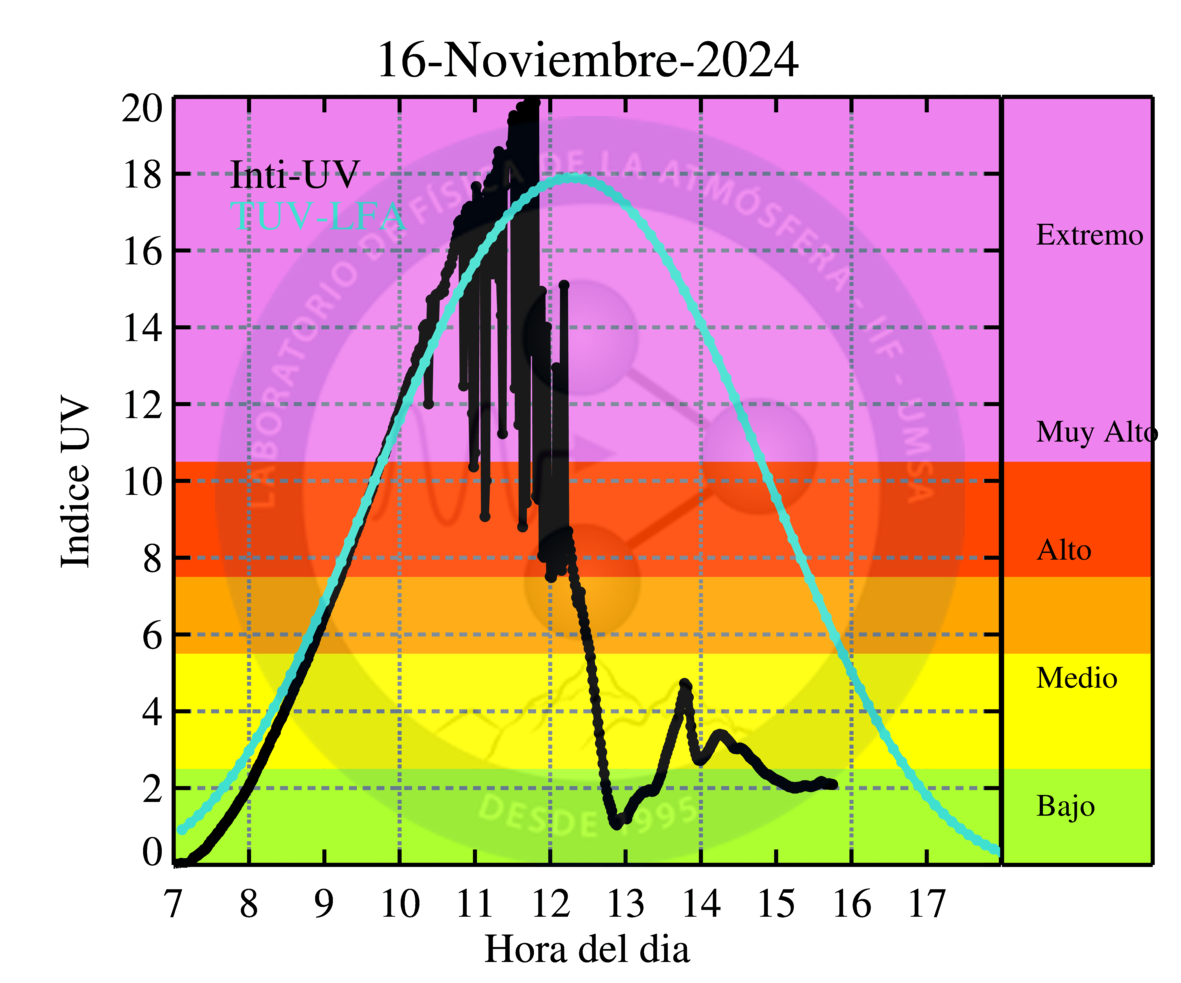 16-Noviembre-2024
Indice UV
20
18
16
14
12
10
8
6
4
2
0
Inti-UV
TUV-LFA
LABORATORIO DE FÍSICA DE LA ATMÓSFERA - IIF - UMSA
DESDE 1995
Extremo
Muy Alto
Alto
Medio
Bajo
7 8 9 10 11 12 13 14 15 16 17
Hora del dia